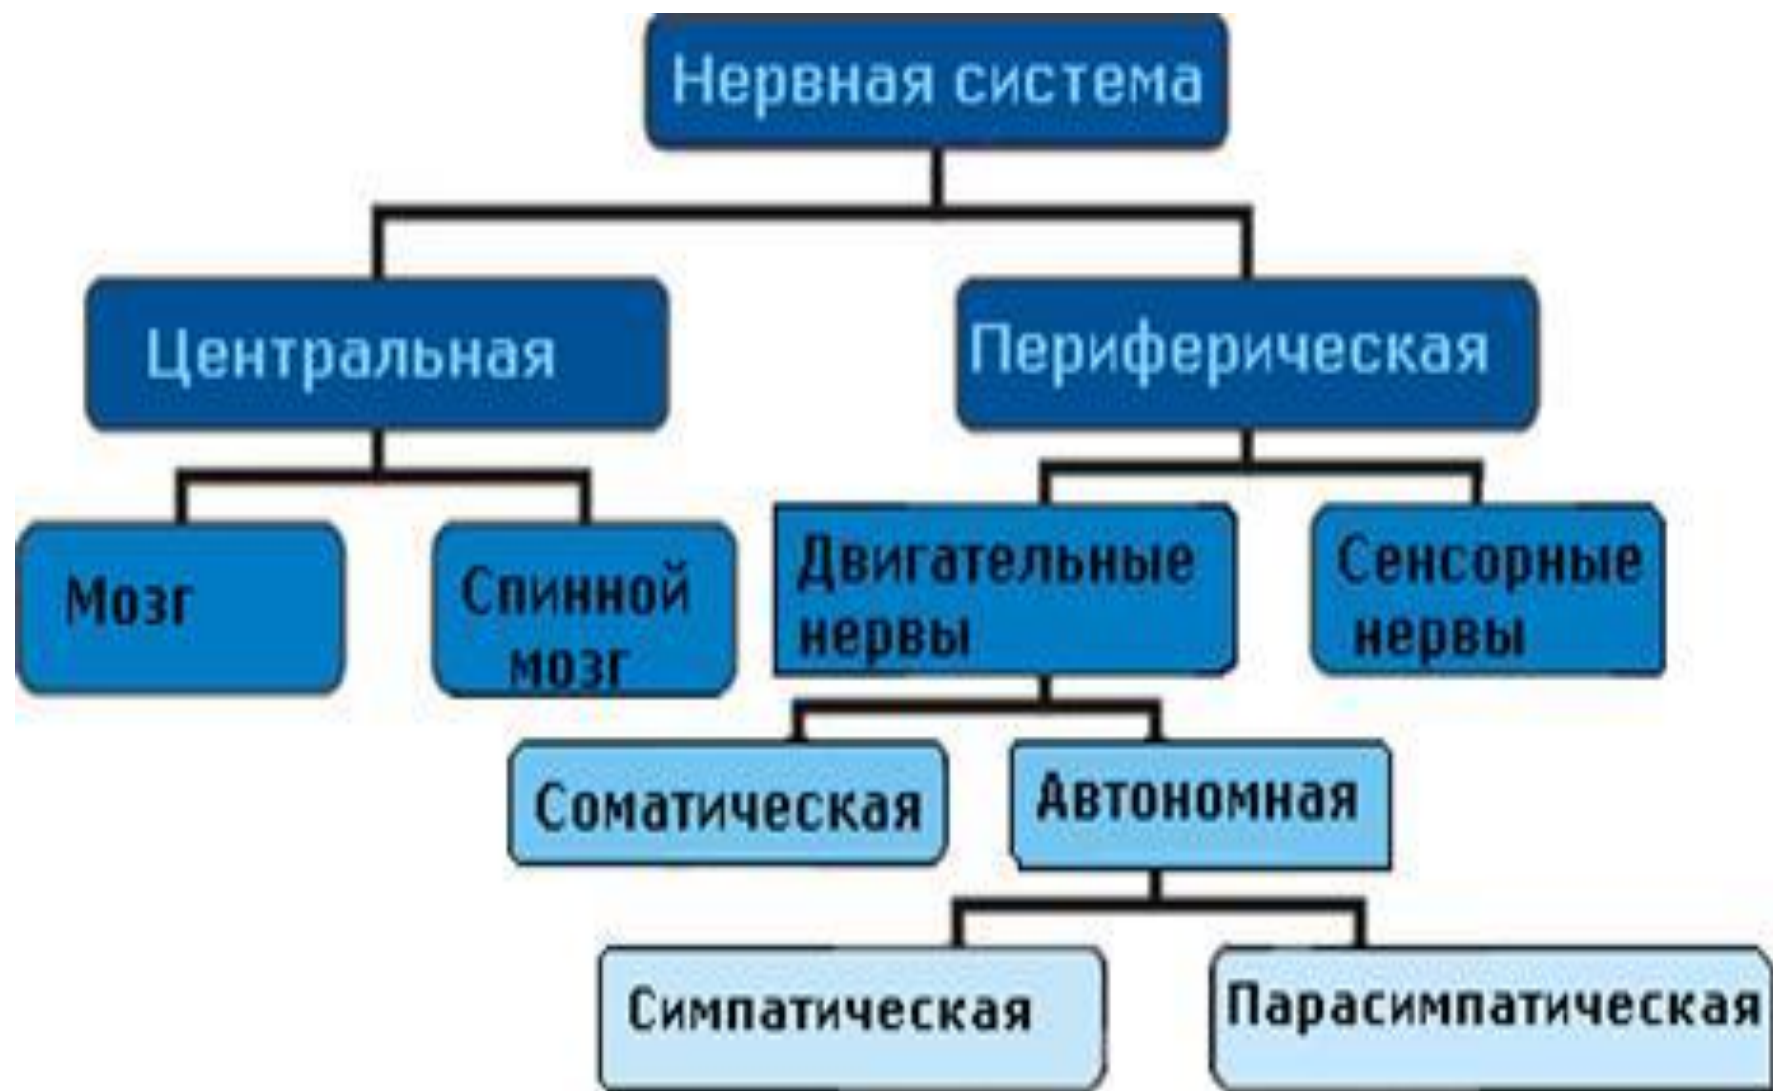 Нервная система
Центральная
Периферическая
Мозг
Спинной
мозг
Двигательные
нервы
Сенсорные
нервы
Соматическая
Автономная
Симпатическая
Парасимпатическая